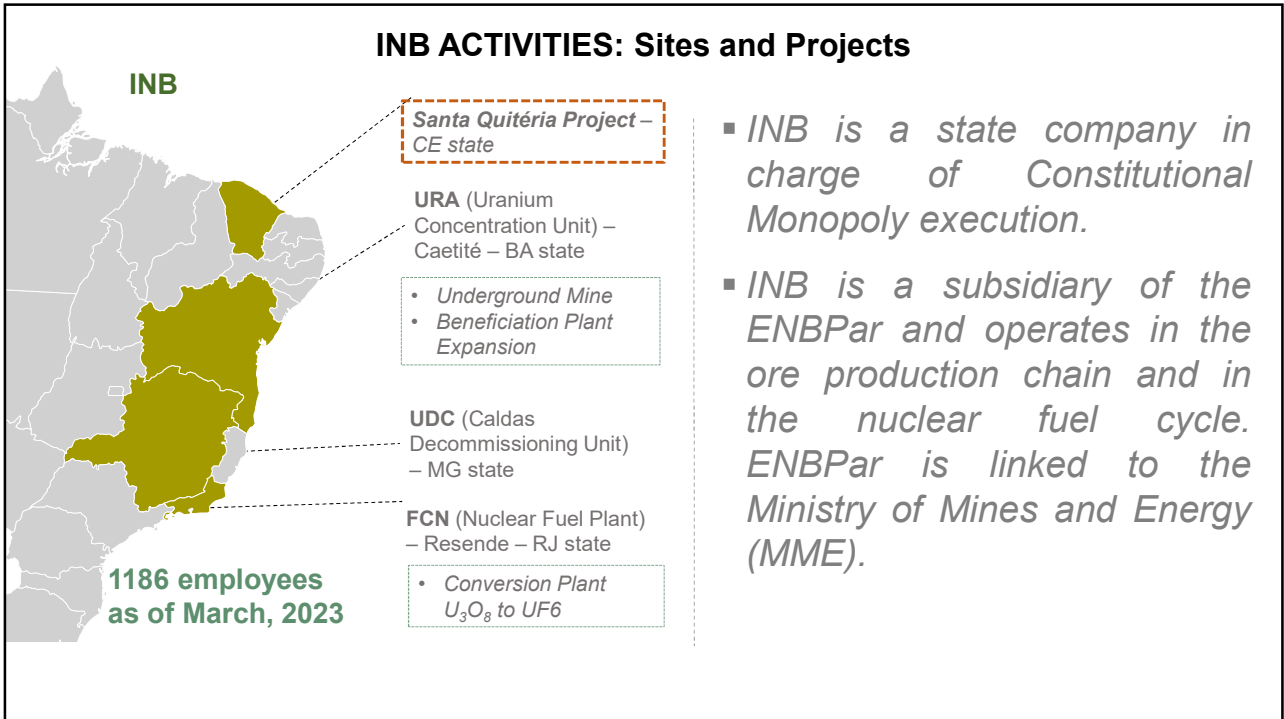 INB ACTIVITIES: Sites and Projects
INB
Santa Quitéria Project –
CE state
URA (Uranium
Concentration Unit) –
Caetité – BA state
• Underground Mine
• Beneficiation Plant
Expansion
UDC (Caldas
Decommissioning Unit)
– MG state
FCN (Nuclear Fuel Plant)
– Resende – RJ state
• Conversion Plant
U₃O₈ to UF6
1186 employees
as of March, 2023
▪ INB is a state company in
charge of Constitutional
Monopoly execution.
▪ INB is a subsidiary of the
ENBPar and operates in the
ore production chain and in
the nuclear fuel cycle.
ENBPar is linked to the
Ministry of Mines and Energy
(MME).